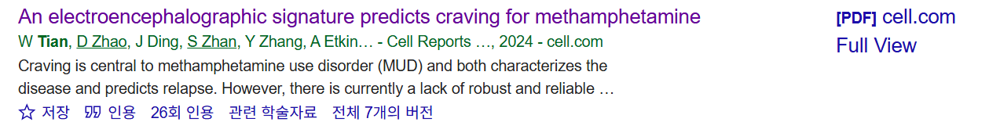 An electroencephalographic signature predicts craving for methamphetamine
[PDF] cell.com
W Tian, D Zhao, J Ding, S Zhan, Y Zhang, A Etkin… - Cell Reports …, 2024 - cell.com
Full View
Craving is central to methamphetamine use disorder (MUD) and both characterizes the
disease and predicts relapse. However, there is currently a lack of robust and reliable …
저장 인용 26회 인용 관련 학술자료 전체 7개의 버전